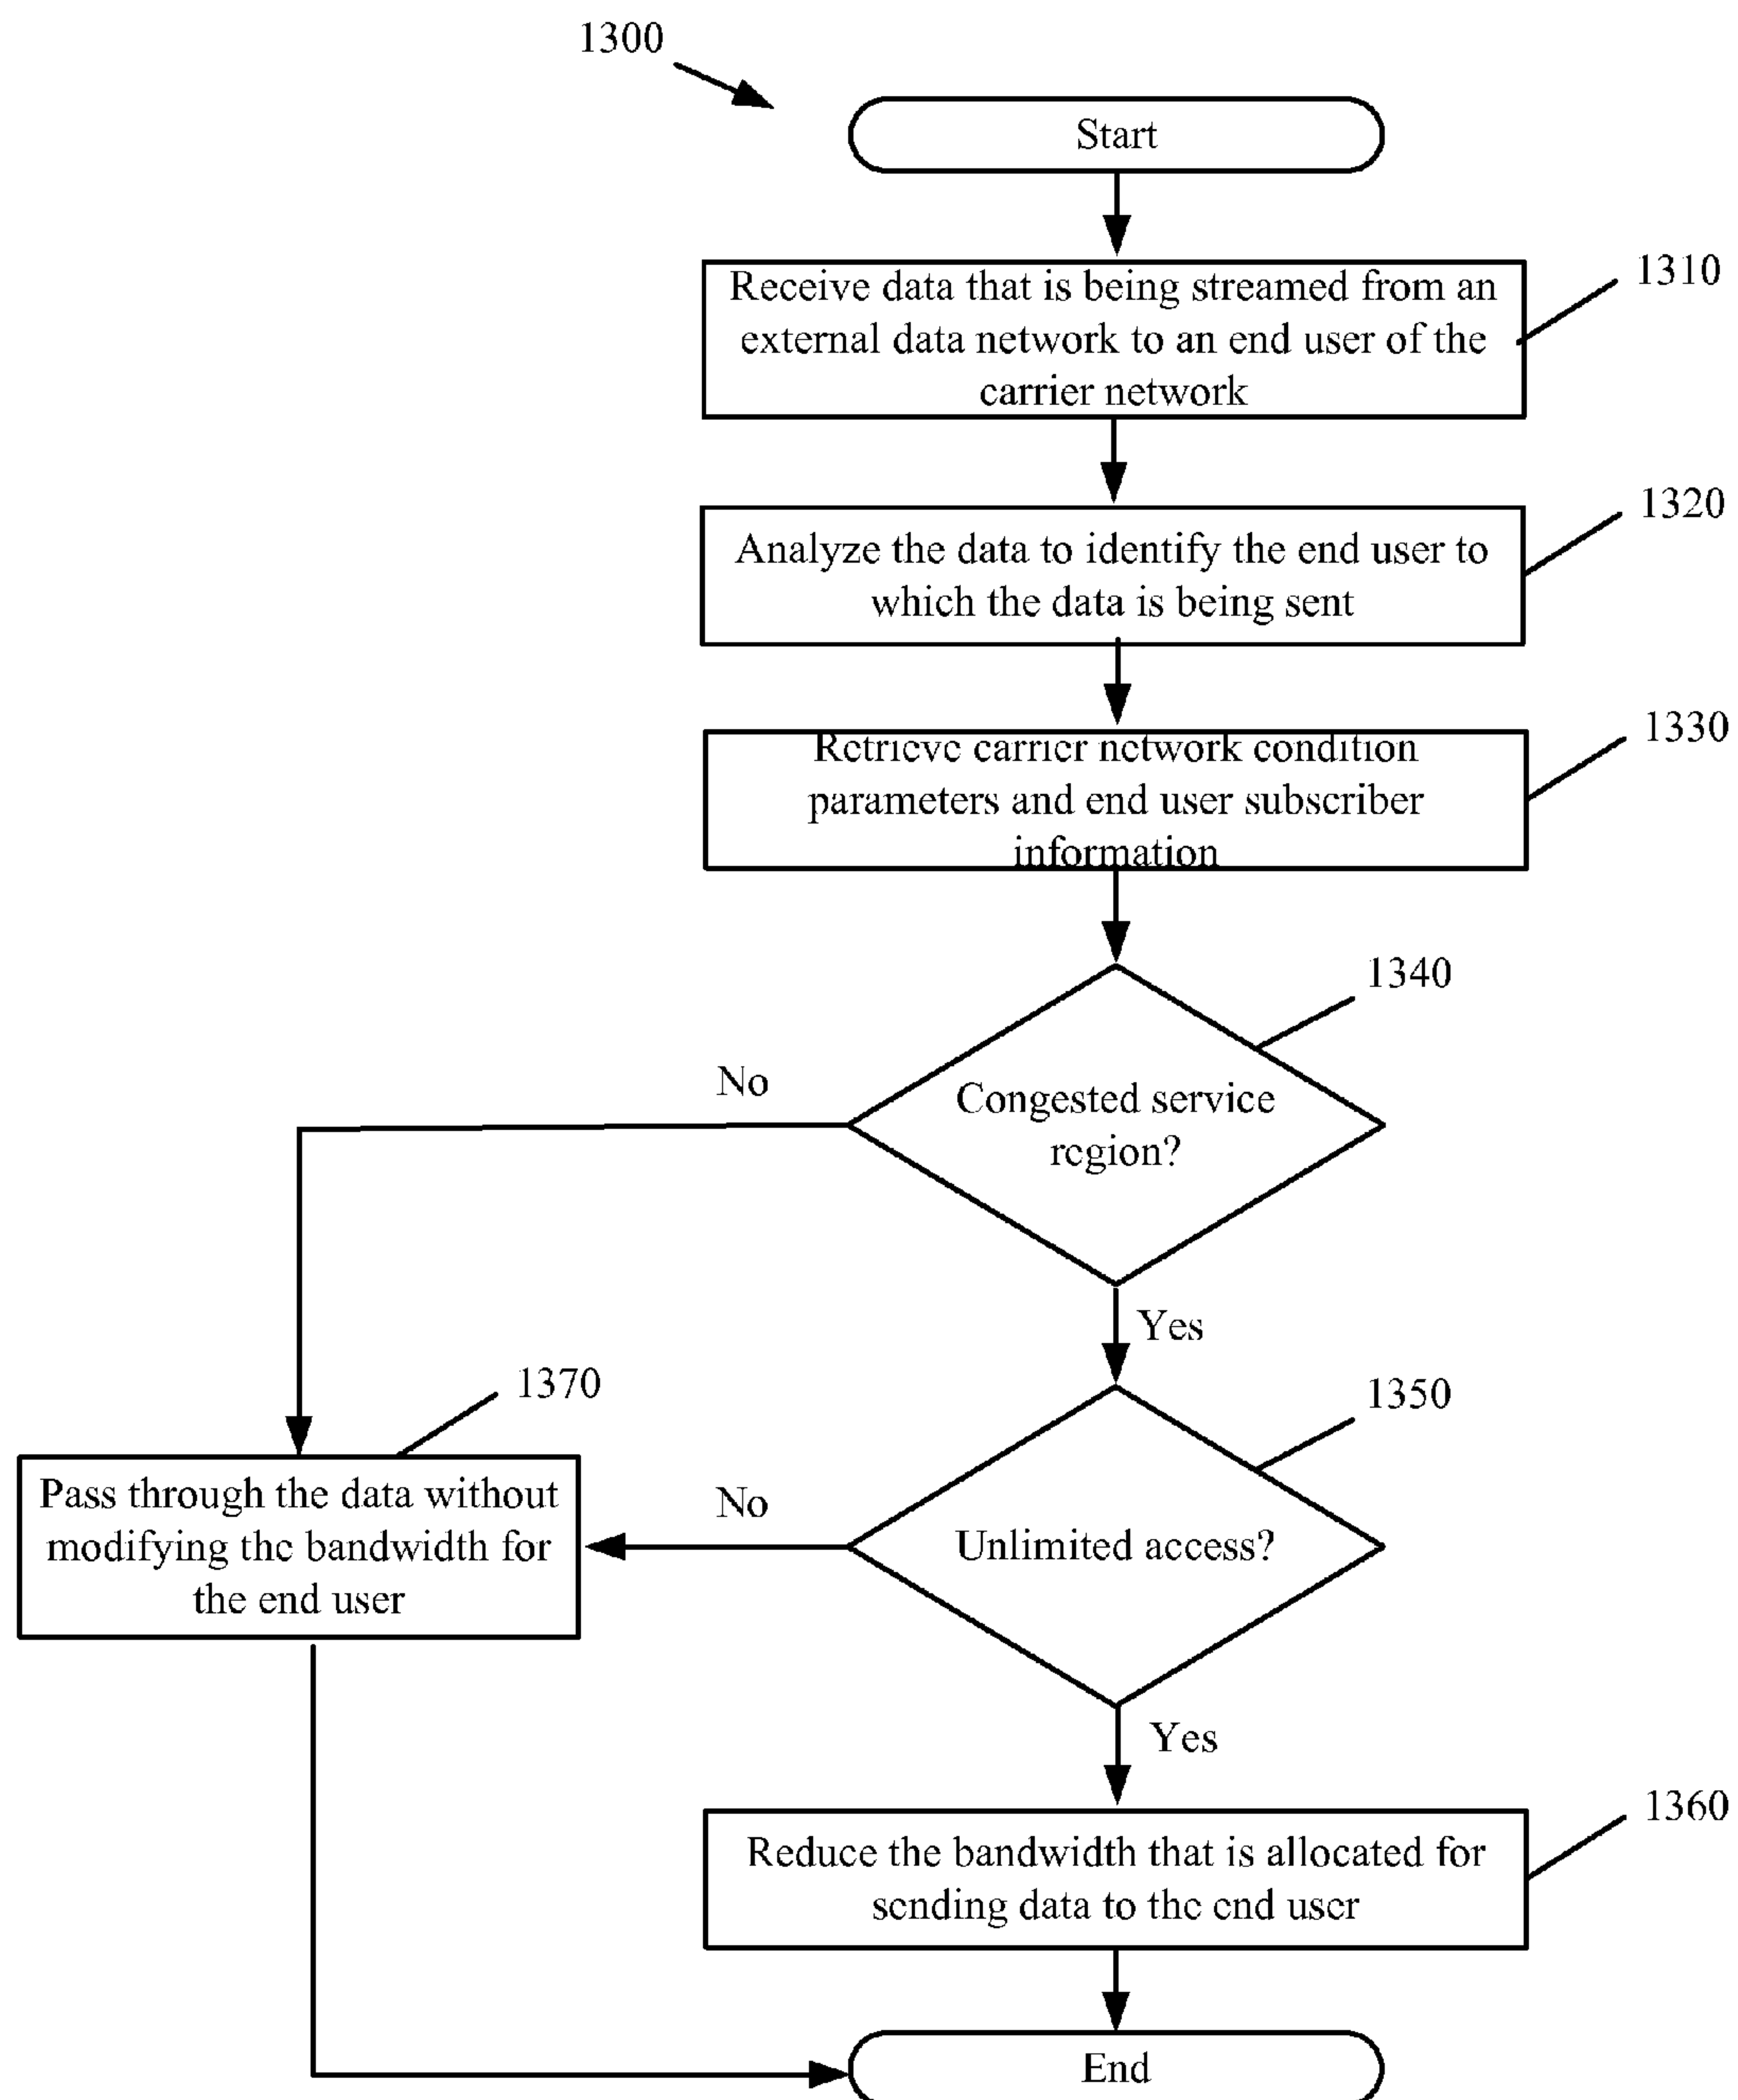 1300
Start
Receive data that is being streamed from an
external data network to an end user of the
carrier network
1310
Analyze the data to identify the end user to
which the data is being sent
1320
Retrieve carrier network condition
parameters and end user subscriber
information
1330
1340
No
Congested service
region?
Yes
1370
1350
Pass through the data without
modifying the bandwidth for
the end user
No
Unlimited access?
Yes
1360
Reduce the bandwidth that is allocated for
sending data to the end user
End